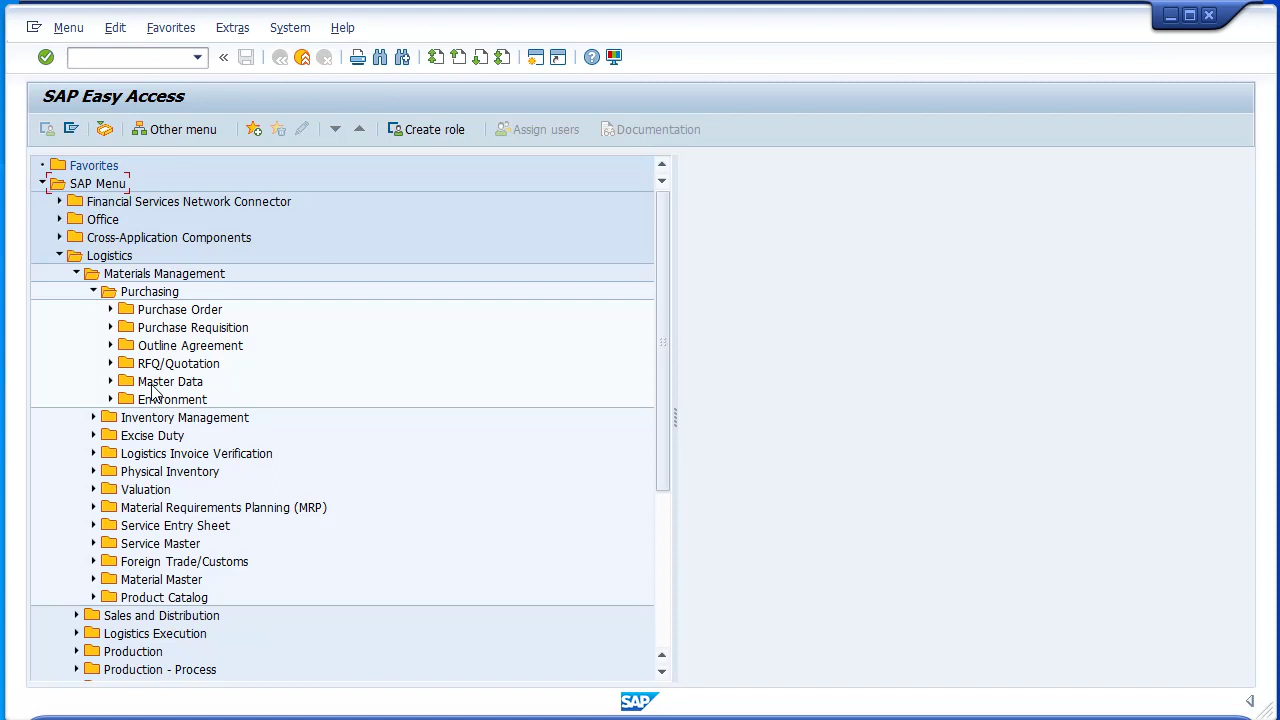 Menu Edit Favorites Extras System Help
SAP Easy Access
Other menu Create role Assign users Documentation
Favorites
SAP Menu
Financial Services Network Connector
Office
Cross-Application Components
Logistics
Materials Management
Purchasing
Purchase Order
Purchase Requisition
Outline Agreement
RFQ/Quotation
Master Data
Environment
Inventory Management
Excise Duty
Logistics Invoice Verification
Physical Inventory
Valuation
Material Requirements Planning (MRP)
Service Entry Sheet
Service Master
Foreign Trade/Customs
Material Master
Product Catalog
Sales and Distribution
Logistics Execution
Production
Production - Process
SAP